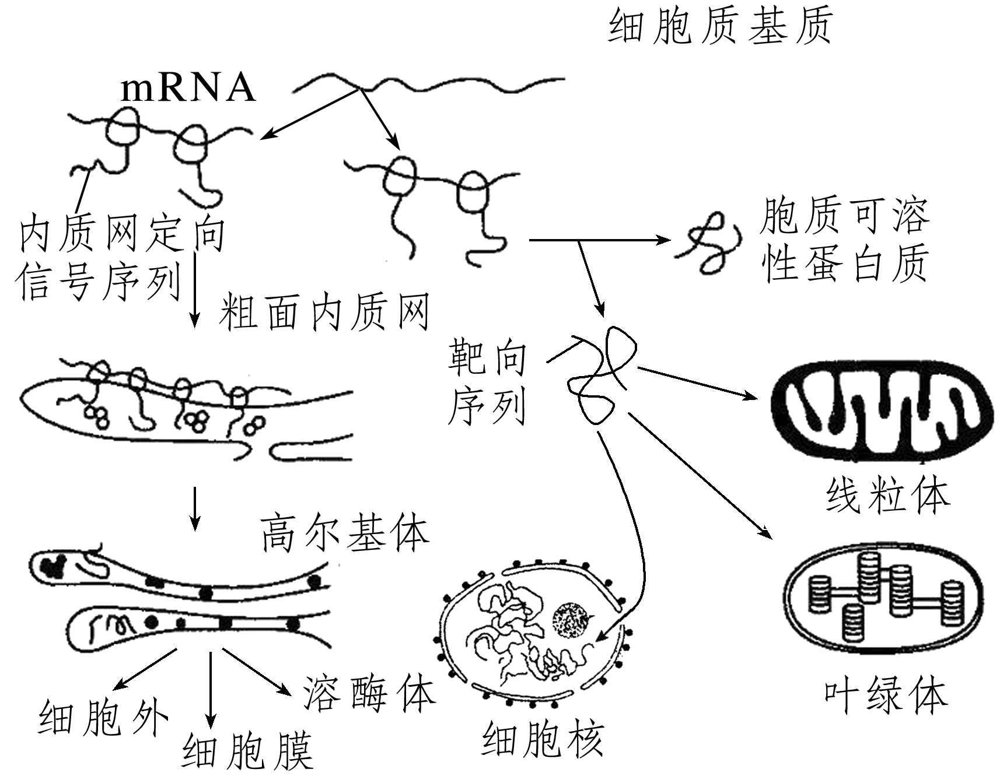 细胞质基质
mRNA
内质网定向
信号序列
胞质可溶
性蛋白质
粗面内质网
靶向
序列
线粒体
高尔基体
叶绿体
溶酶体
细胞外
细胞膜
细胞核